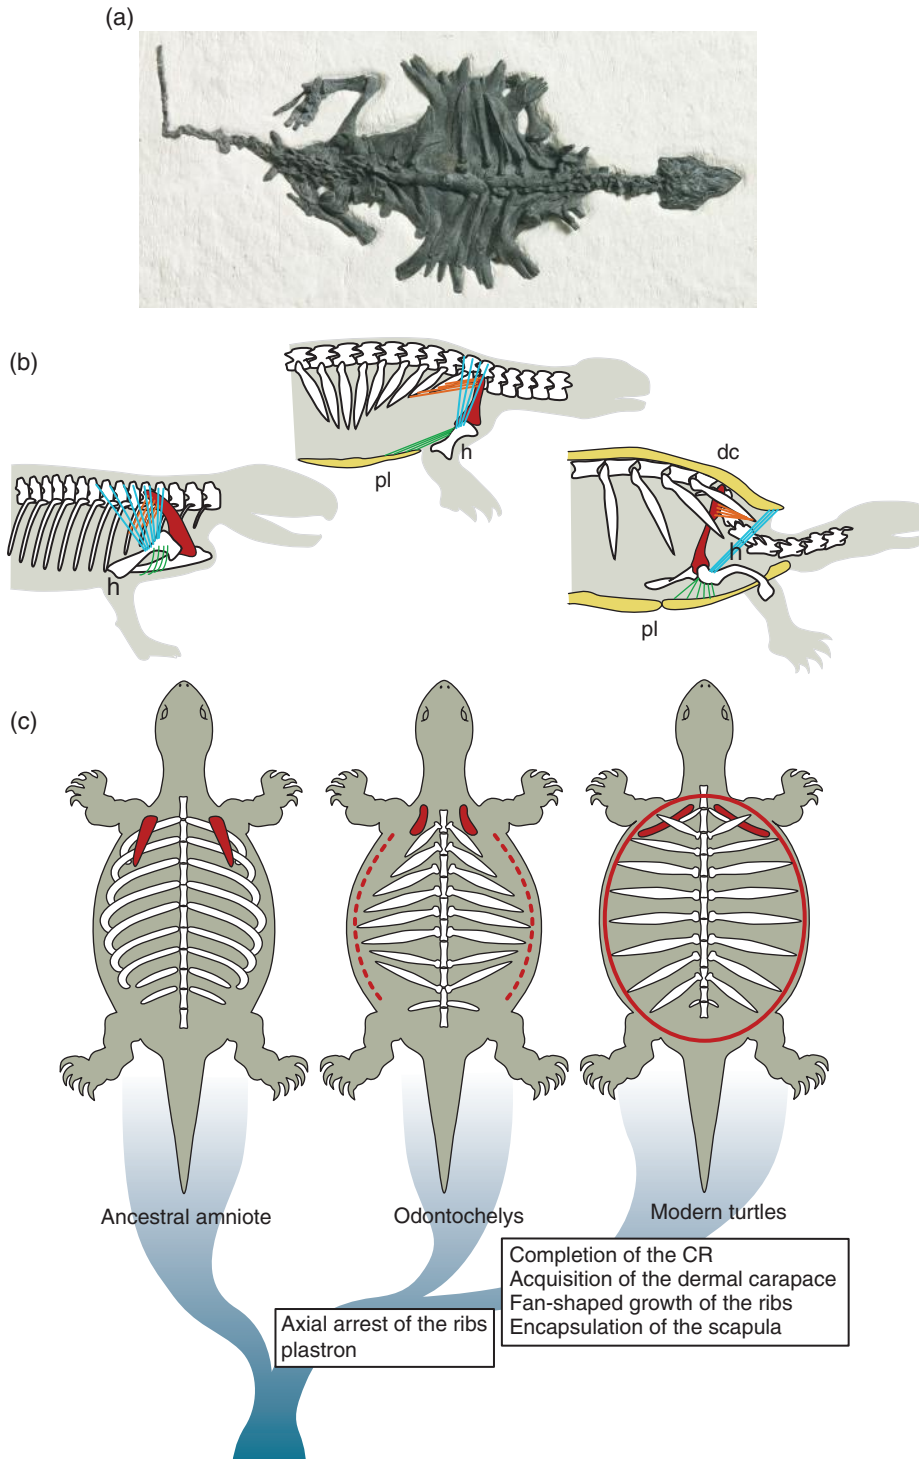 (a)
(b)
h
pl
h
dc
h
pl
(c)
Ancestral amniote
Odontochelys
Modern turtles
Completion of the CR
Acquisition of the dermal carapace
Fan-shaped growth of the ribs
Encapsulation of the scapula
Axial arrest of the ribs
plastron